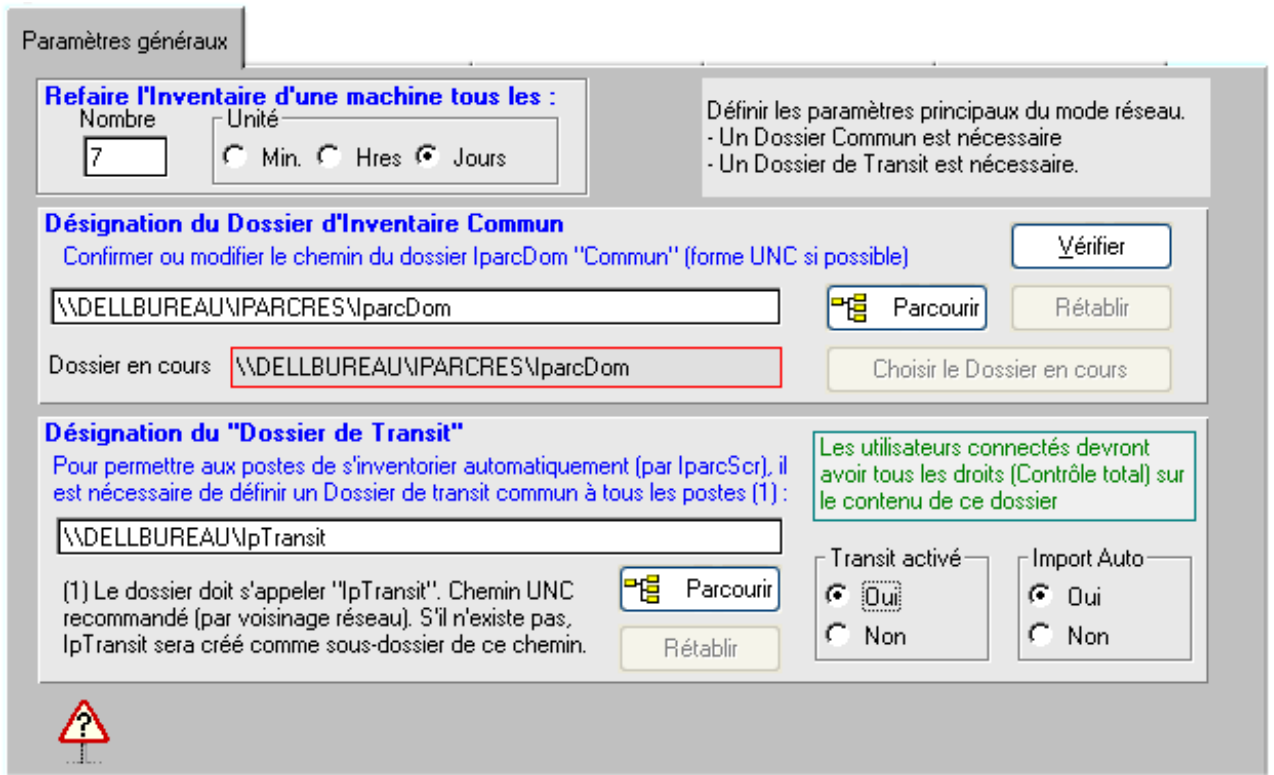 Paramètres généraux
Refaire l'Inventaire d'une machine tous les :
Nombre
Unité
7
Min.
Hres
Jours
Définir les paramètres principaux du mode réseau.
- Un Dossier Commun est nécessaire
- Un Dossier de Transit est nécessaire.
Désignation du Dossier d'Inventaire Commun
Confirmer ou modifier le chemin du dossier IparcDom "Commun" (forme UNC si possible)
Vérifier
\\DELLBUREAU\IPARCRES\IparcDom
Parcourir
Rétablir
Dossier en cours
\\DELLBUREAU\IPARCRES\IparcDom
Choisir le Dossier en cours
Désignation du "Dossier de Transit"
Pour permettre aux postes de s'inventorier automatiquement (par IparcScr), il
est nécessaire de définir un Dossier de transit commun à tous les postes (1) :
Les utilisateurs connectés devront
avoir tous les droits (Contrôle total) sur
le contenu de ce dossier
\\DELLBUREAU\IpTransit
(1) Le dossier doit s'appeler "IpTransit". Chemin UNC
recommandé (par voisinage réseau). S'il n'existe pas,
IpTransit sera créé comme sous-dossier de ce chemin.
Parcourir
Rétablir
Transit activé
Oui
Non
Import Auto
Oui
Non
?